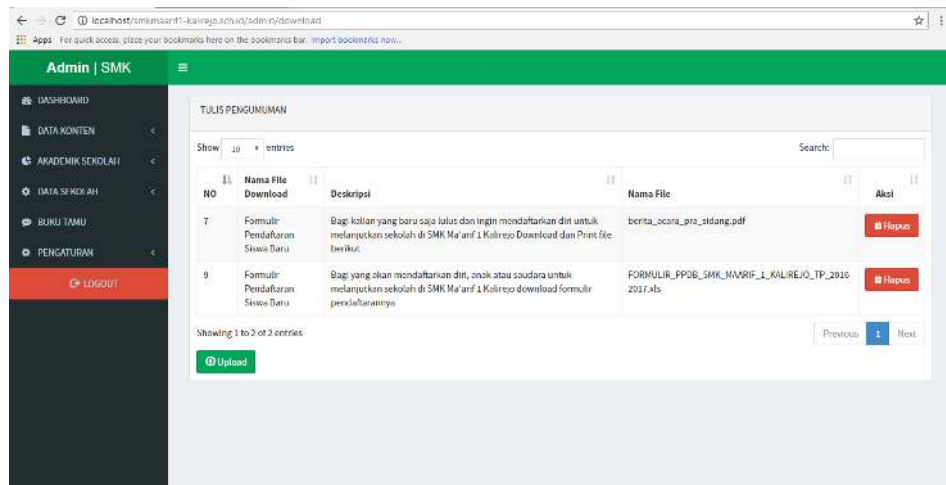 localhost/smkmaarif1-kalirejo.sch.id/admin/download
Apps For quick access, place your bookmarks here on the bookmarks bar. Import bookmarks now...
Admin | SMK
DASHBOARD
DATA KONTEN
AKADEMIK SEKOLAH
DATA SEKOLAH
BUKU TAMU
PENGATURAN
LOGOUT
TULIS PENGUMUMAN
Show 10 entries
Search:
NO Nama File Download Deskripsi Nama File Aksi
7 Formulir Pendaftaran Siswa Baru
Bagi kalian yang baru saja lulus dan ingin mendaftarkan diri untuk
melanjutkan sekolah di SMK Ma'arif 1 Kalirejo Download dan Print file
berikut
berita_acara_pra_sidang.pdf
Hapus
9 Formulir Pendaftaran Siswa Baru
Bagi yang akan mendaftarkan diri, anak atau saudara untuk
melanjutkan sekolah di SMK Ma'arif 1 Kalirejo download formulir
pendaftarannya
FORMULIR_PPDB_SMK_MAARIF_1_KALIREJO_TP_2016
2017.xls
Hapus
Showing 1 to 2 of 2 entries
Previous 1 Next
Upload